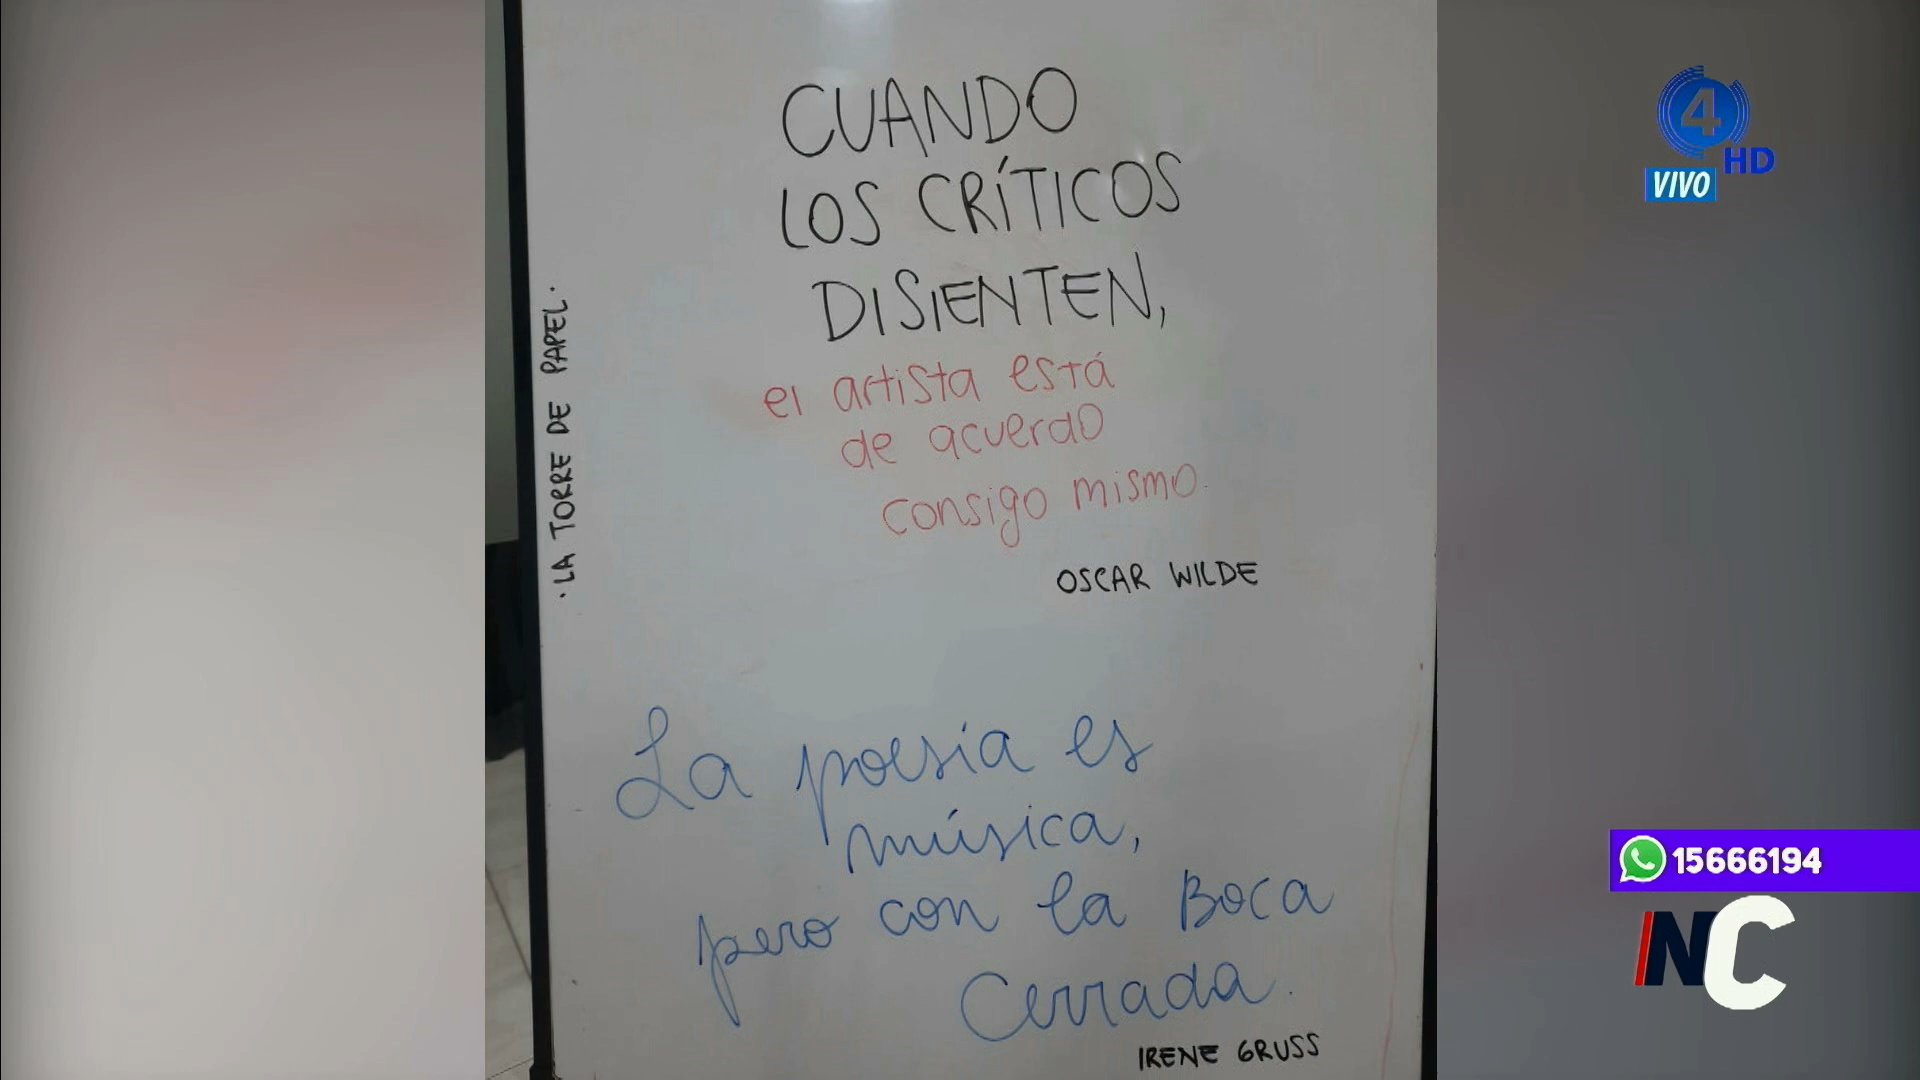 CUANDO
LOS CRÍTICOS
DISIENTEN,
el artista está
de acuerdo
consigo mismo.
OSCAR WILDE
· LA TORRE DE PAPEL ·
La poesía es
música,
pero con la Boca
Cerrada.
IRENE GRUSS
4
HD
VIVO
15666194
NC